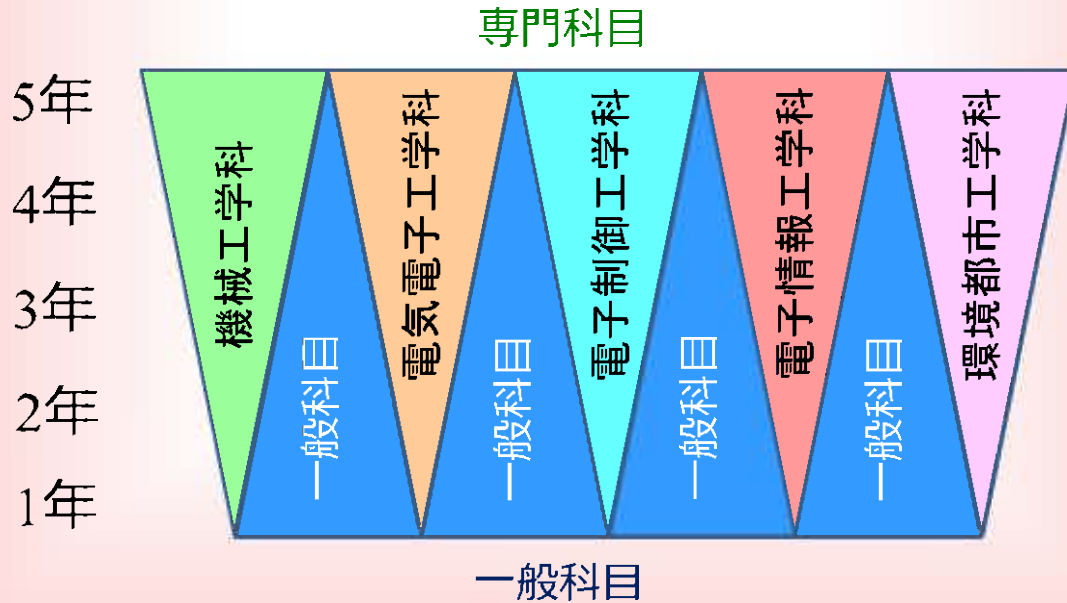 専門科目
5年
4年
3年
2年
1年
機械工学科
電気電子工学科
電子制御工学科
電子情報工学科
環境都市工学科
一般科目
一般科目
一般科目
一般科目
一般科目